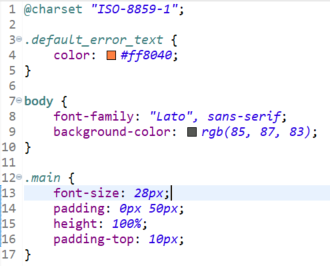 1 @charset "ISO-8859-1";
2
3 .default_error_text {
4 color: #ff8040;
5 }
6
7 body {
8 font-family: "Lato", sans-serif;
9 background-color: rgb(85, 87, 83);
10 }
11
12 .main {
13 font-size: 28px;
14 padding: 0px 50px;
15 height: 100%;
16 padding-top: 10px;
17 }